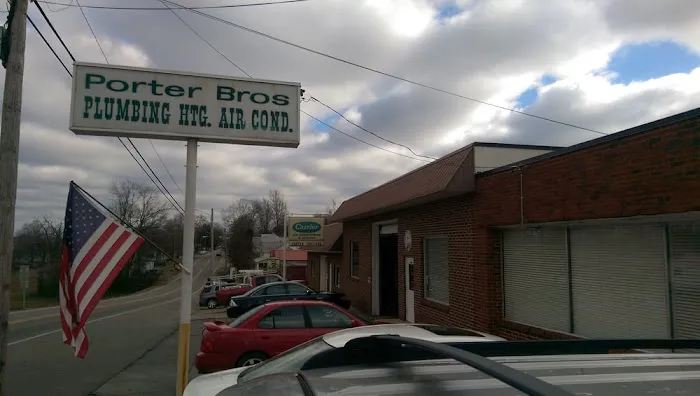 Porter Bros
PLUMBING HTG. AIR COND.
Carrier